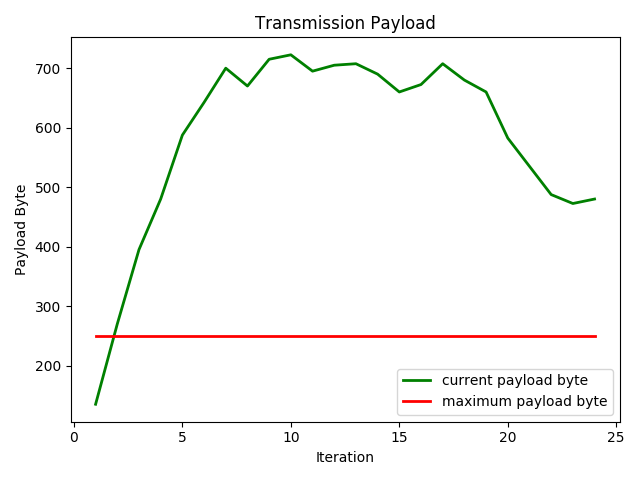 Transmission Payload
Payload Byte
700
600
500
400
300
200
0
5
10
15
20
25
Iteration
current payload byte
maximum payload byte